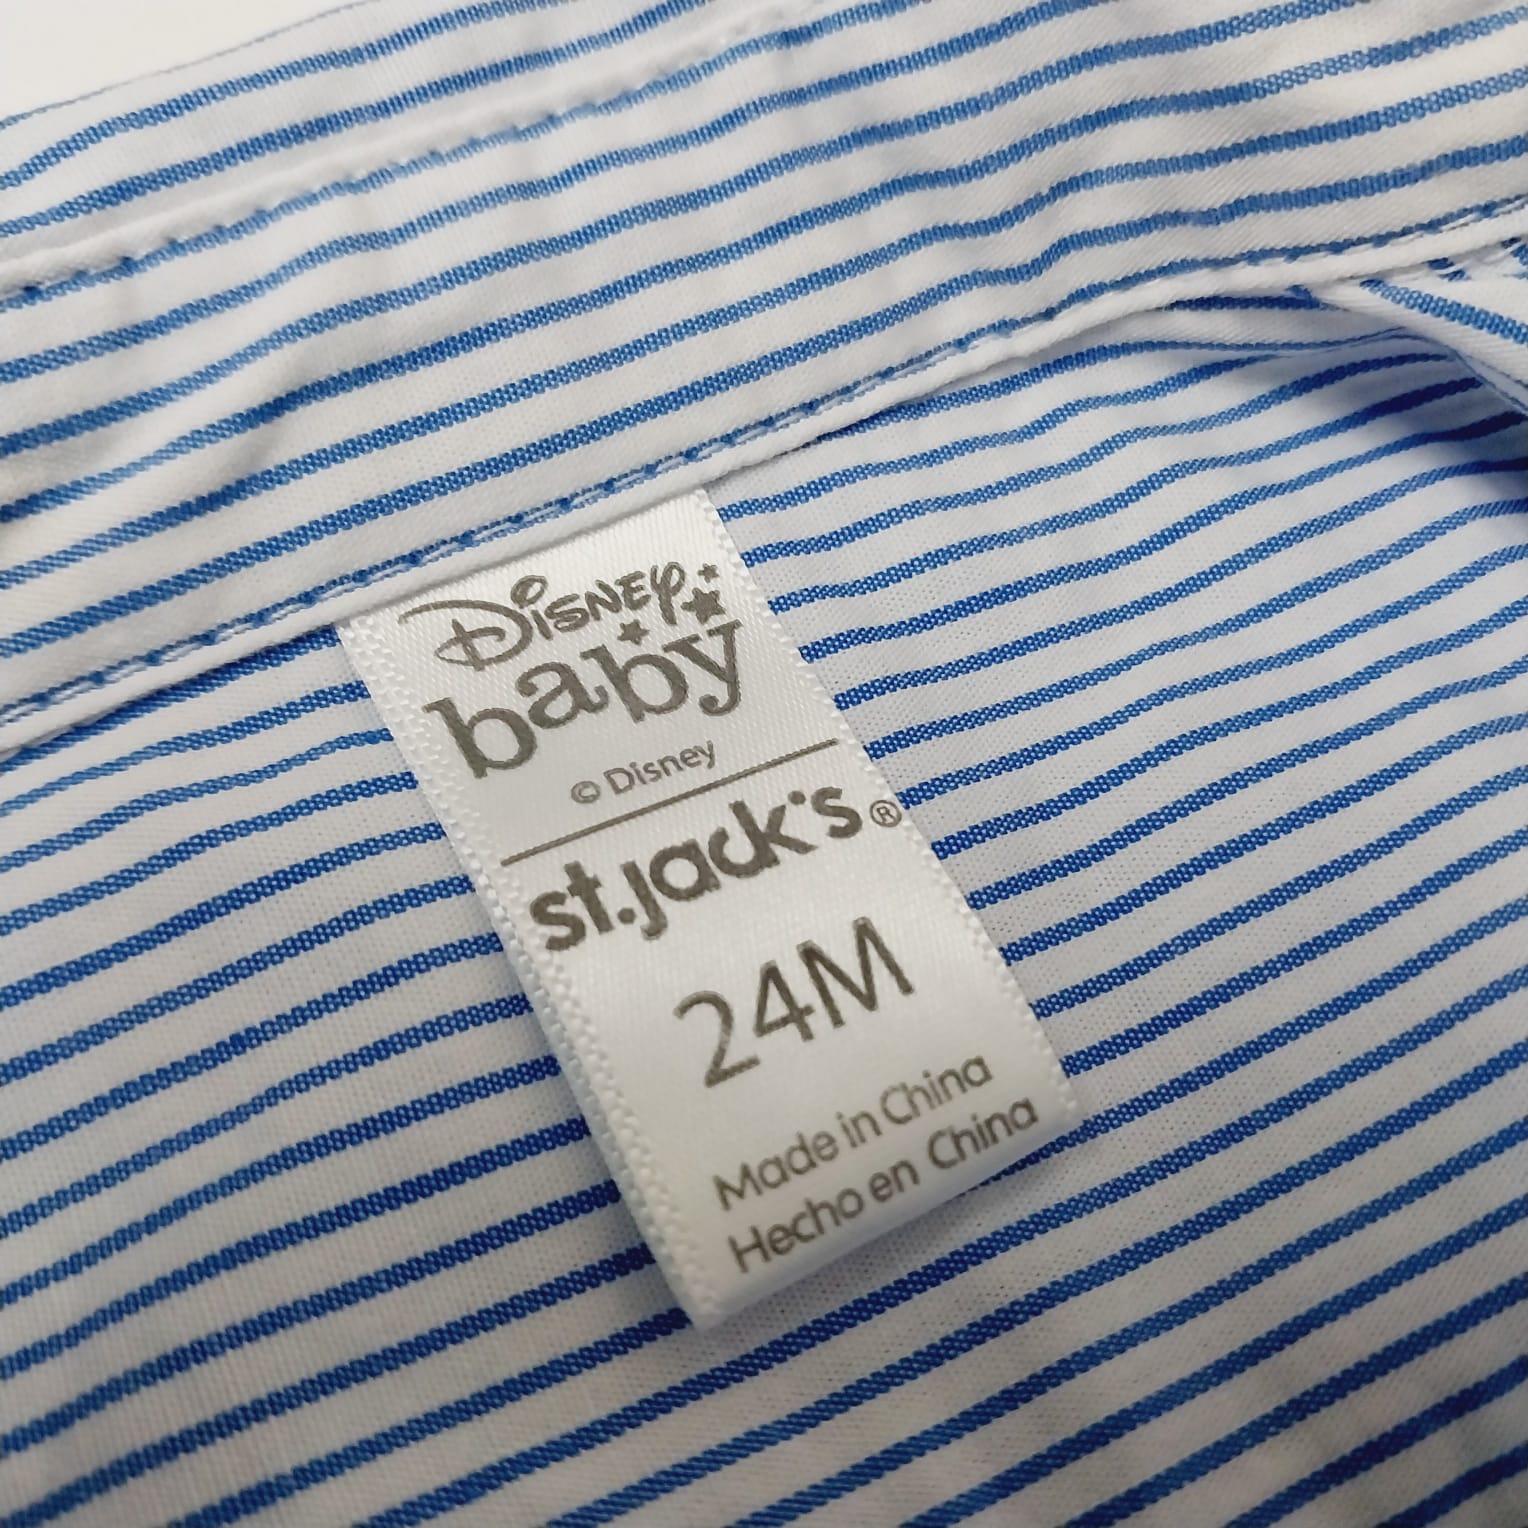 Disney
baby
© Disney
st.jack's®
24M
Made in China
Hecho en China